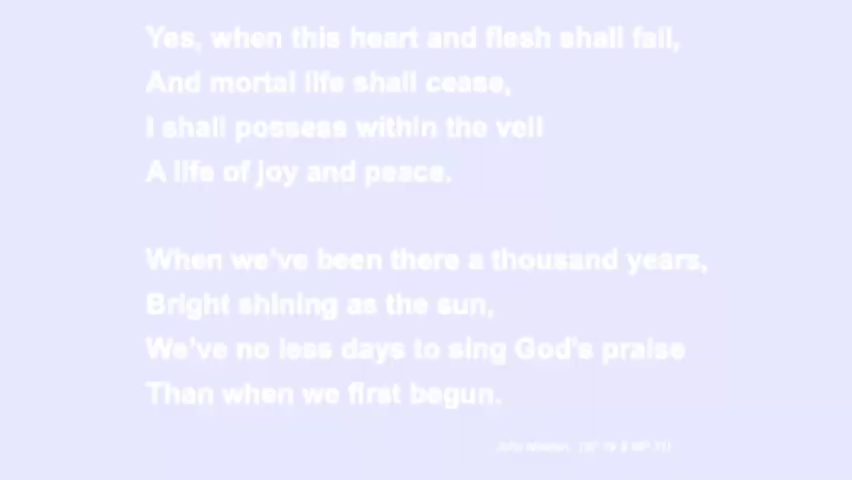 Yes, when this heart and flesh shall fail,
And mortal life shall cease,
I shall possess within the veil
A life of joy and peace.
When we've been there a thousand years,
Bright shining as the sun,
We've no less days to sing God's praise
Than when we first begun.